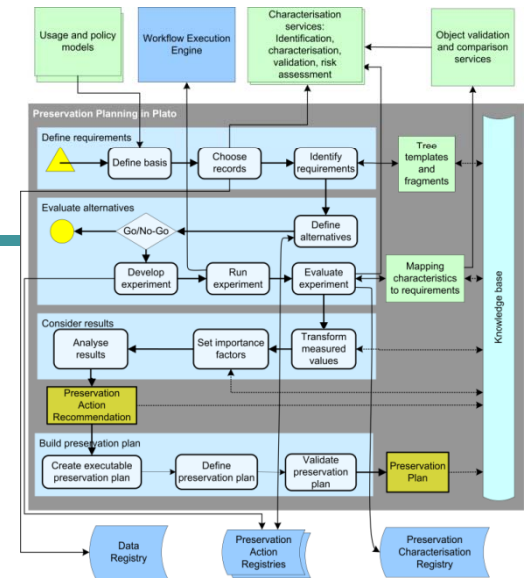 Usage and policy
models
Workflow Execution
Engine
Characterisation
services:
Identification,
characterisation,
validation, risk
assessment
Object validation
and comparison
services
Preservation Planning in Plato
Define requirements
Define basis
Choose
records
Identify
requirements
Tree
templates
and
fragments
Evaluate alternatives
Go/No-Go
Define
alternatives
Develop
experiment
Run
experiment
Evaluate
experiment
Mapping
characteristics
to requirements
Knowledge base
Consider results
Analyse
results
Set importance
factors
Transform
measured
values
Preservation
Action
Recommendation
Build preservation plan
Create executable
preservation plan
Define
preservation plan
Validate
preservation
plan
Preservation
Plan
Data
Registry
Preservation
Action
Registries
Preservation
Characterisation
Registry